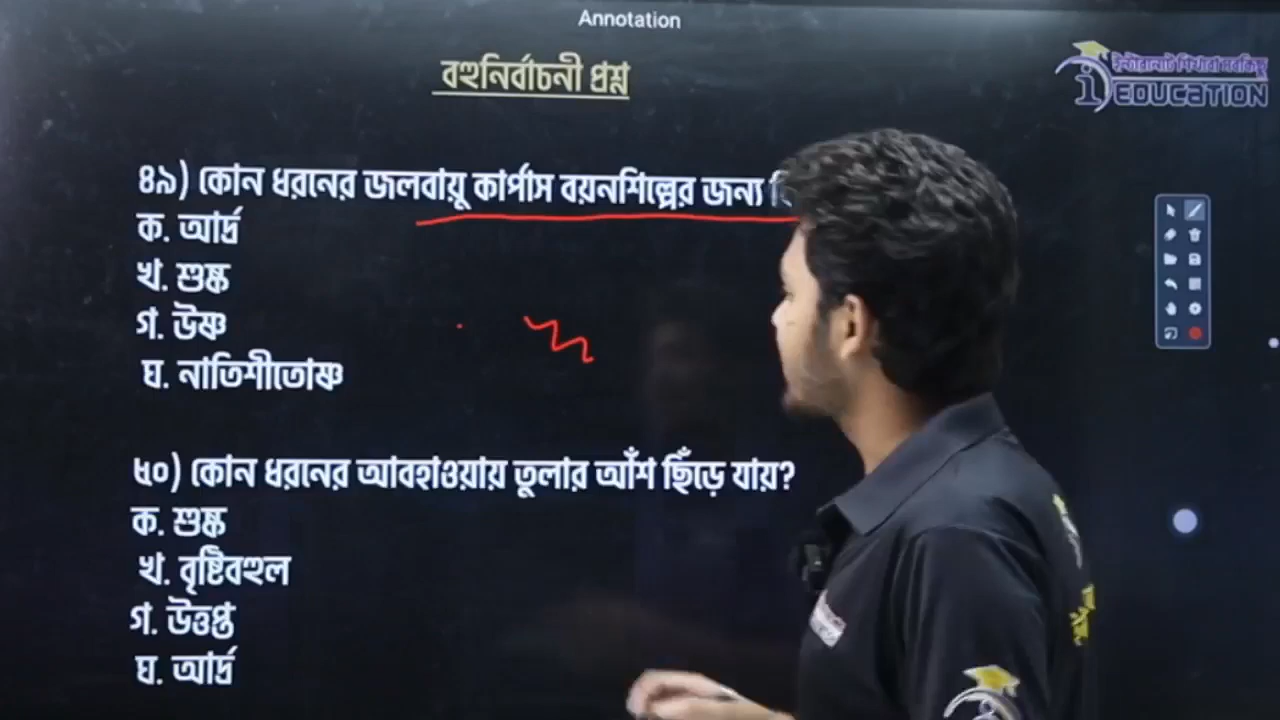 Annotation
বহুনির্বাচনী প্রশ্ন
EDUCATION
৪৯) কোন ধরনের জলবায়ু কার্পাস বয়নশিল্পের জন্য
ক. আর্দ্র
খ. শুষ্ক
গ. উষ্ণ
ঘ. নাতিশীতোষ্ণ
৫০) কোন ধরনের আবহাওয়ায় তুলার আঁশ ছিঁড়ে যায়?
ক. শুষ্ক
খ. বৃষ্টিবহুল
গ. উত্তপ্ত
ঘ. আর্দ্র